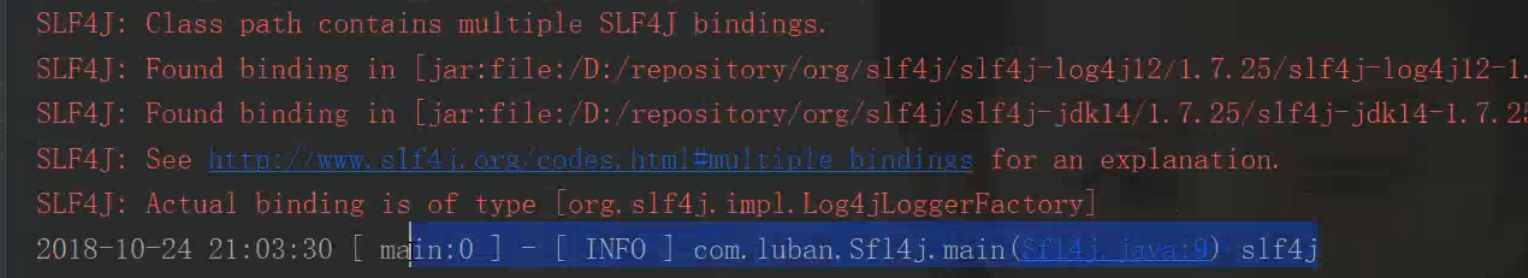 SLF4J: Class path contains multiple SLF4J bindings.
SLF4J: Found binding in [jar:file:/D:/repository/org/slf4j/slf4j-log4j12/1.7.25/slf4j-log4j12-1.
SLF4J: Found binding in [jar:file:/D:/repository/org/slf4j/slf4j-jdk14/1.7.25/slf4j-jdk14-1.7.25
SLF4J: See http://www.slf4j.org/codes.html#multiple_bindings for an explanation.
SLF4J: Actual binding is of type [org.slf4j.impl.Log4jLoggerFactory]
2018-10-24 21:03:30 [ main:0 ] - [ INFO ] com.luban.Sfl4j.main(Sfl4j.java:9) slf4j